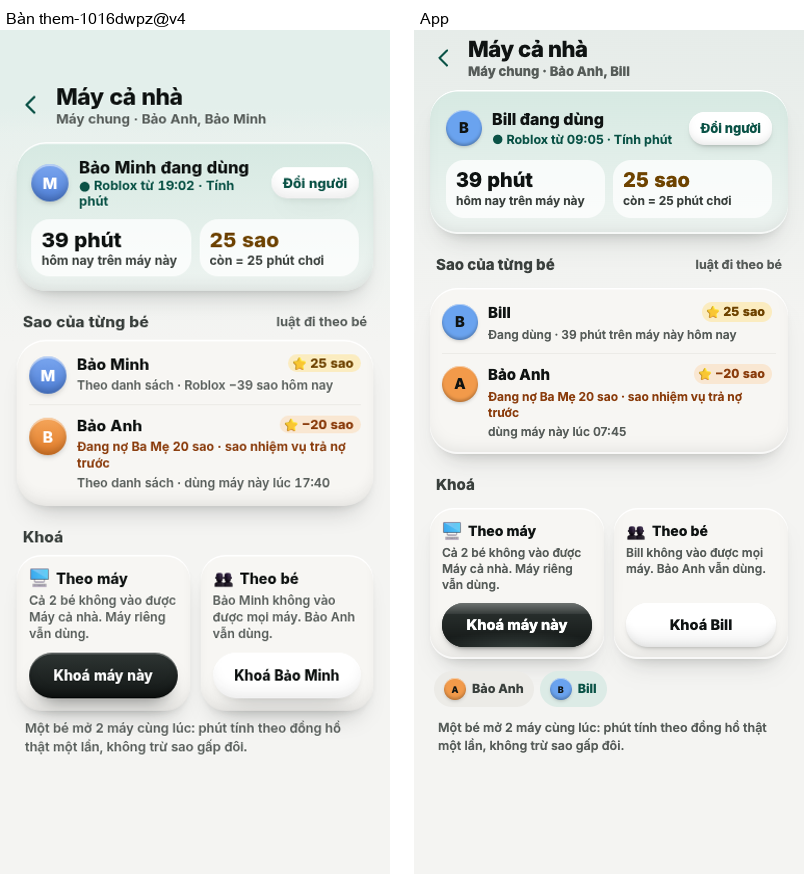 Bản them-1016dwpz@v4
Máy cả nhà
Máy chung · Bảo Anh, Bảo Minh
M
Bảo Minh đang dùng
Roblox từ 19:02 · Tính
phút
Đổi người
39 phút
hôm nay trên máy này
25 sao
còn = 25 phút chơi
Sao của từng bé
luật đi theo bé
M
Bảo Minh
25 sao
Theo danh sách · Roblox −39 sao hôm nay
B
Bảo Anh
−20 sao
Đang nợ Ba Mẹ 20 sao · sao nhiệm vụ trả nợ
trước
Theo danh sách · dùng máy này lúc 17:40
Khoá
Theo máy
Cả 2 bé không vào được
Máy cả nhà. Máy riêng
vẫn dùng.
Khoá máy này
Theo bé
Bảo Minh không vào
được mọi máy. Bảo Anh
vẫn dùng.
Khoá Bảo Minh
Một bé mở 2 máy cùng lúc: phút tính theo đồng hồ
thật một lần, không trừ sao gấp đôi.
App
Máy cả nhà
Máy chung · Bảo Anh, Bill
B
Bill đang dùng
Roblox từ 09:05 · Tính phút
Đổi người
39 phút
hôm nay trên máy này
25 sao
còn = 25 phút chơi
Sao của từng bé
luật đi theo bé
B
Bill
25 sao
Đang dùng · 39 phút trên máy này hôm nay
A
Bảo Anh
−20 sao
Đang nợ Ba Mẹ 20 sao · sao nhiệm vụ trả nợ
trước
dùng máy này lúc 07:45
Khoá
Theo máy
Cả 2 bé không vào được
Máy cả nhà. Máy riêng
vẫn dùng.
Khoá máy này
Theo bé
Bill không vào được mọi
máy. Bảo Anh vẫn dùng.
Khoá Bill
A Bảo Anh
B Bill
Một bé mở 2 máy cùng lúc: phút tính theo đồng hồ thật
một lần, không trừ sao gấp đôi.